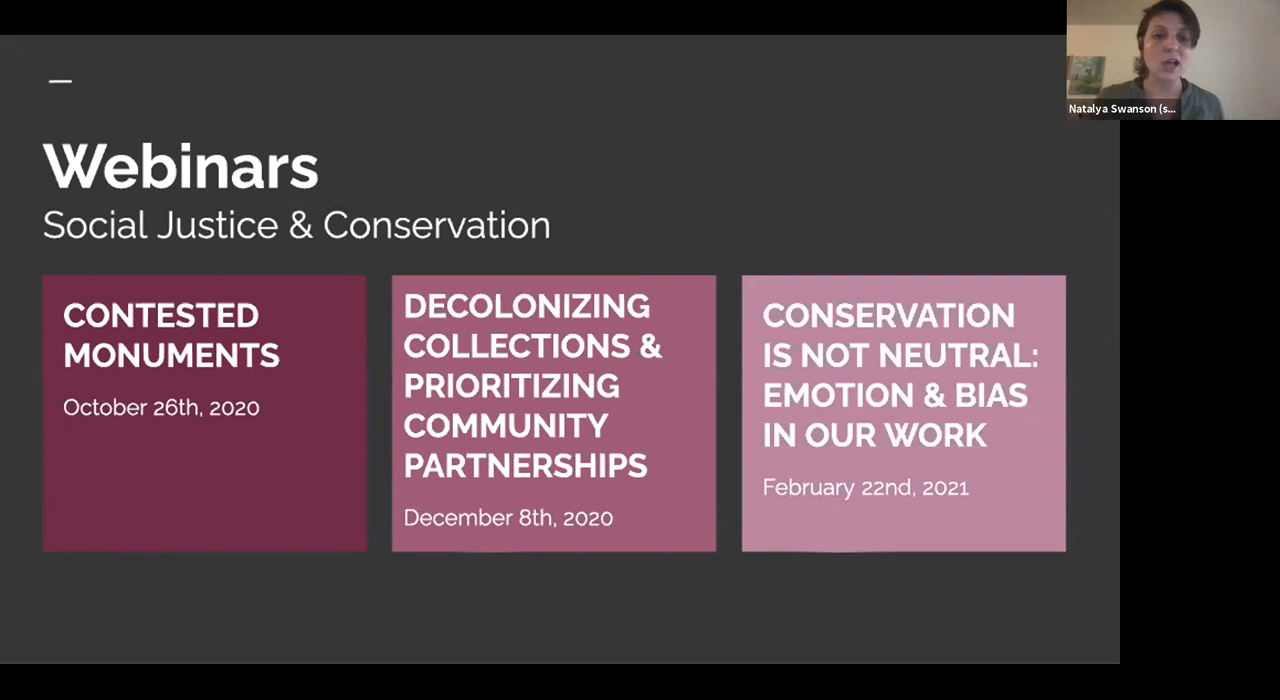 Webinars
Social Justice & Conservation
CONTESTED
MONUMENTS
October 26th, 2020
DECOLONIZING
COLLECTIONS &
PRIORITIZING
COMMUNITY
PARTNERSHIPS
December 8th, 2020
CONSERVATION
IS NOT NEUTRAL:
EMOTION & BIAS
IN OUR WORK
February 22nd, 2021
Natalya Swanson (s...